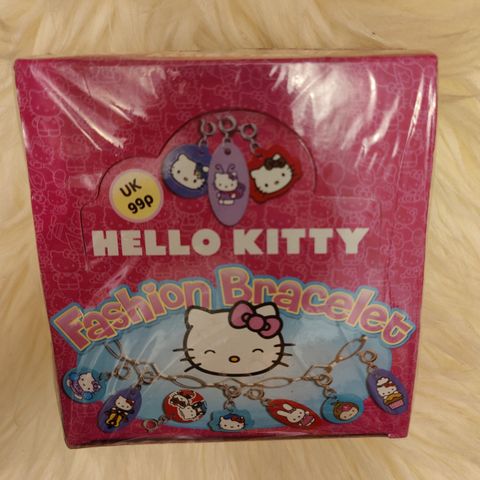 UK
99p
HELLO KITTY
Fashion Bracelet